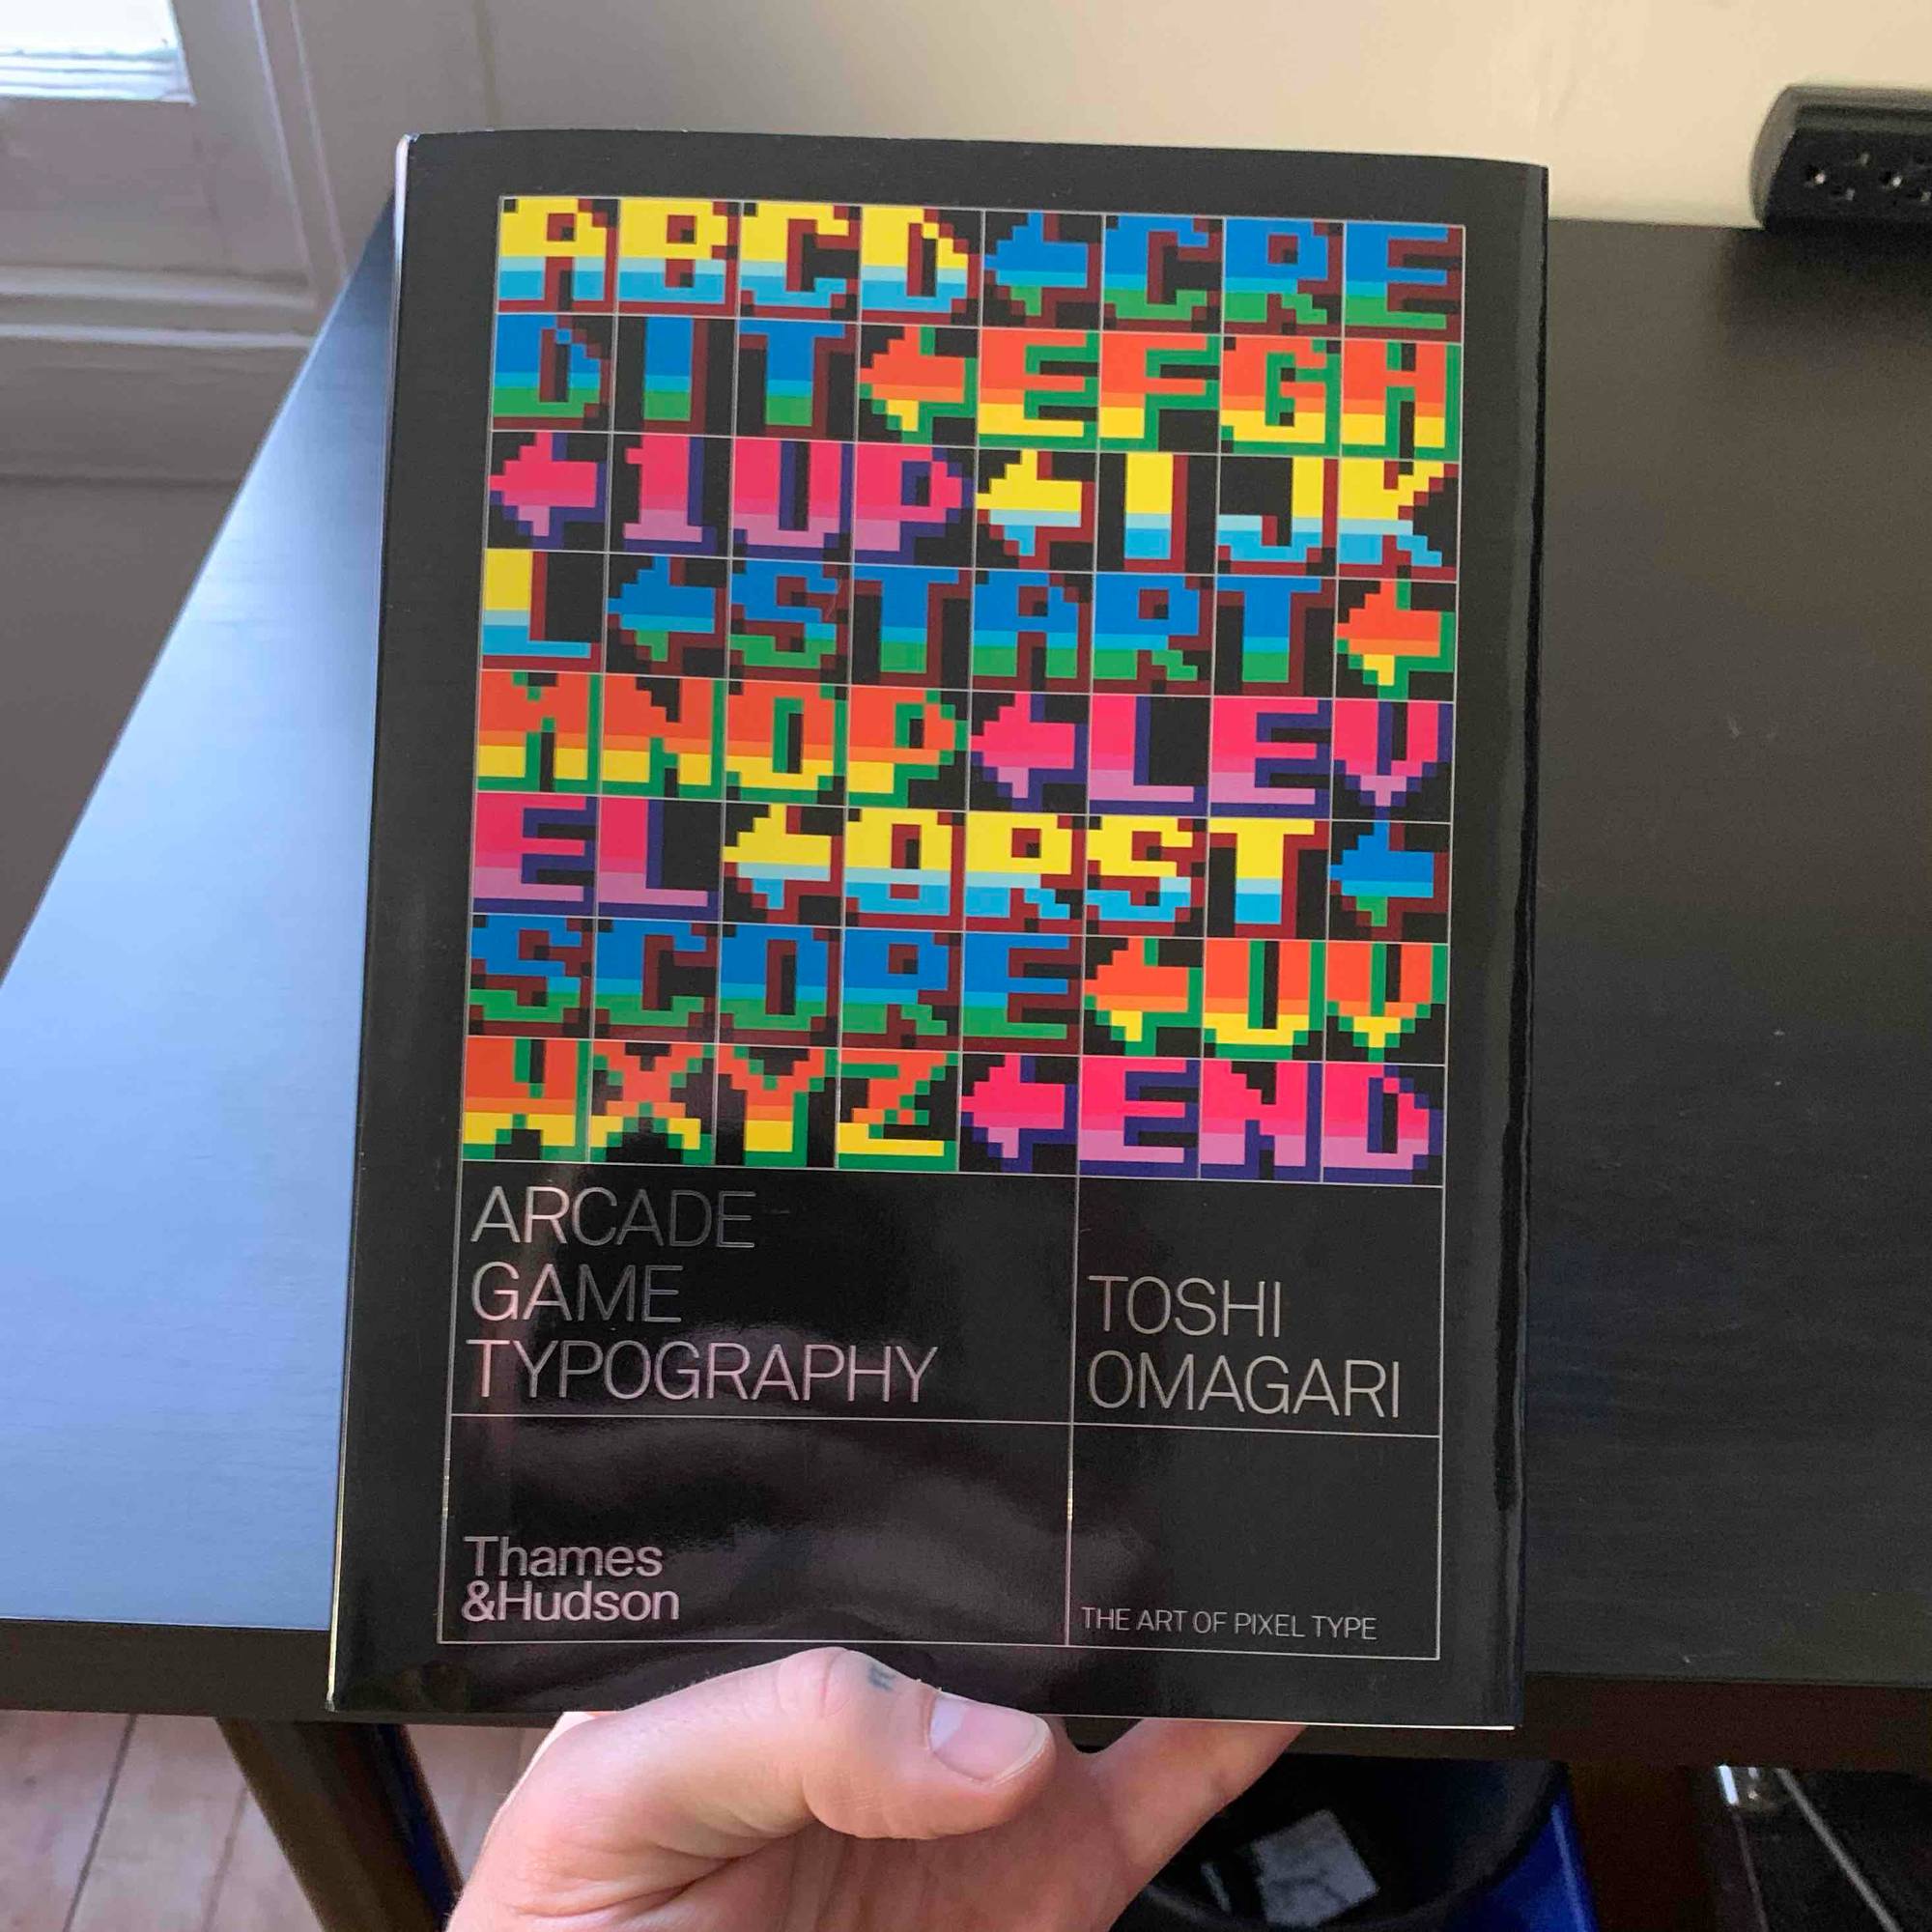 ABCD←CRE
DIT←EFGH
←1UP←IJK
L←START←
MNOP←LEV
EL←QRST←
SCORE←UV
WXYZ←END
ARCADE
GAME
TYPOGRAPHY
TOSHI
OMAGARI
Thames
&Hudson
THE ART OF PIXEL TYPE